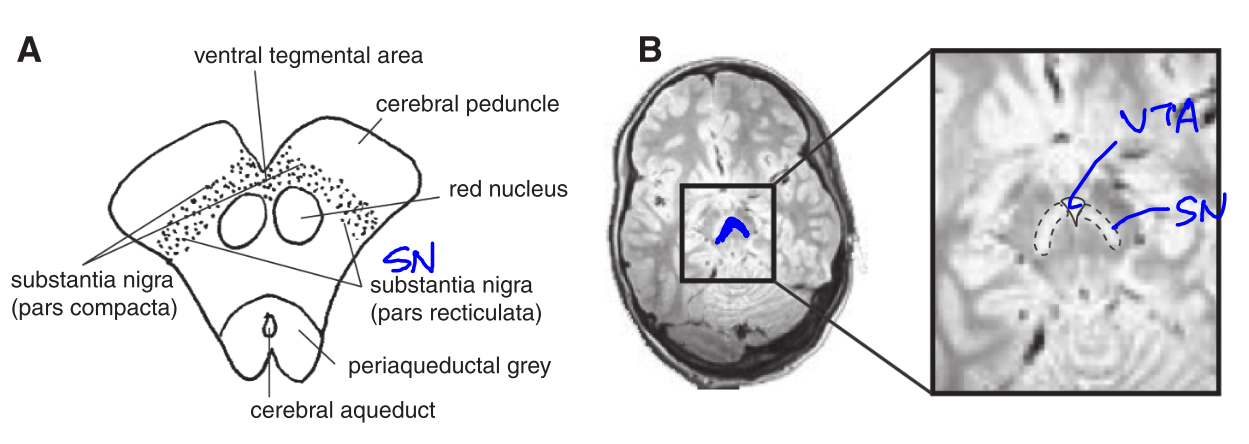 A
ventral tegmental area
cerebral peduncle
red nucleus
SN
substantia nigra
(pars compacta)
substantia nigra
(pars recticulata)
periaqueductal grey
cerebral aqueduct
B
VTA
SN